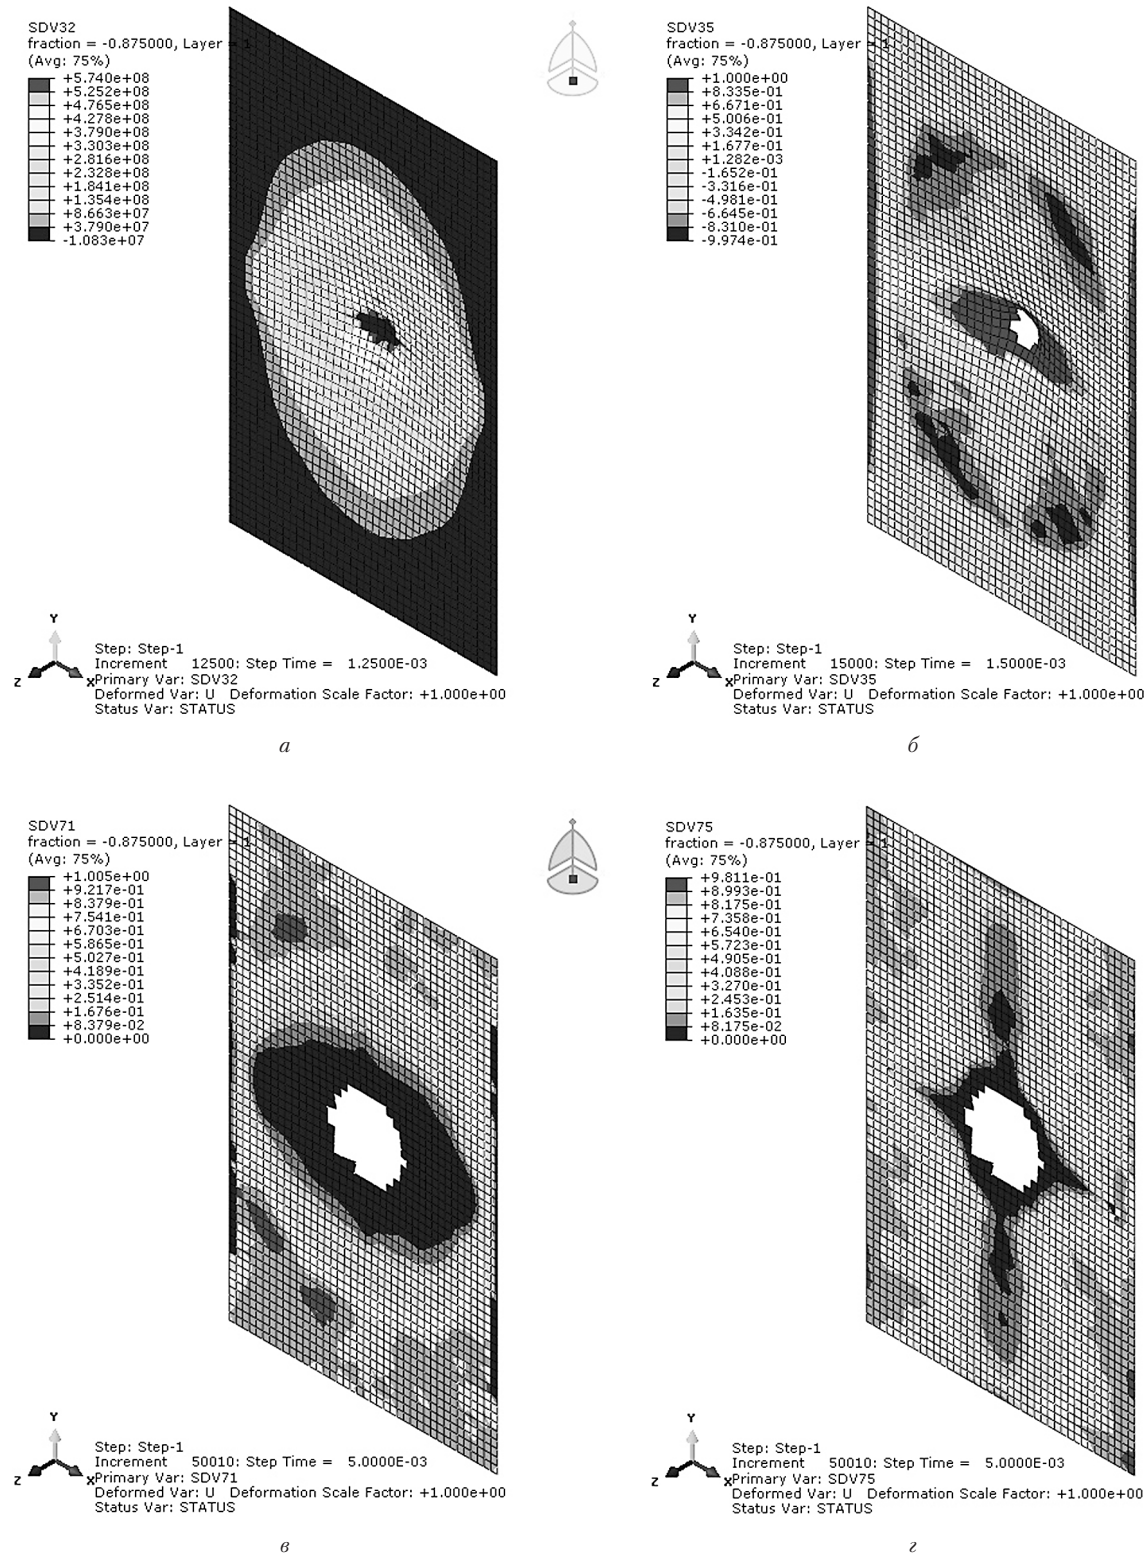 SDV32
fraction = -0.875000, Layer = 1
(Avg: 75%)
+5.740e+08
+5.252e+08
+4.765e+08
+4.278e+08
+3.790e+08
+3.303e+08
+2.816e+08
+2.328e+08
+1.841e+08
+1.354e+08
+8.663e+07
+3.790e+07
-1.083e+07
Y
Z
X
Step: Step-1
Increment 12500: Step Time = 1.2500E-03
Primary Var: SDV32
Deformed Var: U Deformation Scale Factor: +1.000e+00
Status Var: STATUS
а
SDV35
fraction = -0.875000, Layer = 1
(Avg: 75%)
+1.000e+00
+8.335e-01
+6.671e-01
+5.006e-01
+3.342e-01
+1.677e-01
+1.282e-03
-1.652e-01
-3.316e-01
-4.981e-01
-6.645e-01
-8.310e-01
-9.974e-01
Y
Z
X
Step: Step-1
Increment 15000: Step Time = 1.5000E-03
Primary Var: SDV35
Deformed Var: U Deformation Scale Factor: +1.000e+00
Status Var: STATUS
б
SDV71
fraction = -0.875000, Layer = 1
(Avg: 75%)
+1.005e+00
+9.217e-01
+8.379e-01
+7.541e-01
+6.703e-01
+5.865e-01
+5.027e-01
+4.189e-01
+3.352e-01
+2.514e-01
+1.676e-01
+8.379e-02
+0.000e+00
Y
Z
X
Step: Step-1
Increment 50010: Step Time = 5.0000E-03
Primary Var: SDV71
Deformed Var: U Deformation Scale Factor: +1.000e+00
Status Var: STATUS
в
SDV75
fraction = -0.875000, Layer = 1
(Avg: 75%)
+9.811e-01
+8.993e-01
+8.175e-01
+7.358e-01
+6.540e-01
+5.723e-01
+4.905e-01
+4.088e-01
+3.270e-01
+2.453e-01
+1.635e-01
+8.175e-02
+0.000e+00
Y
Z
X
Step: Step-1
Increment 50010: Step Time = 5.0000E-03
Primary Var: SDV75
Deformed Var: U Deformation Scale Factor: +1.000e+00
Status Var: STATUS
г